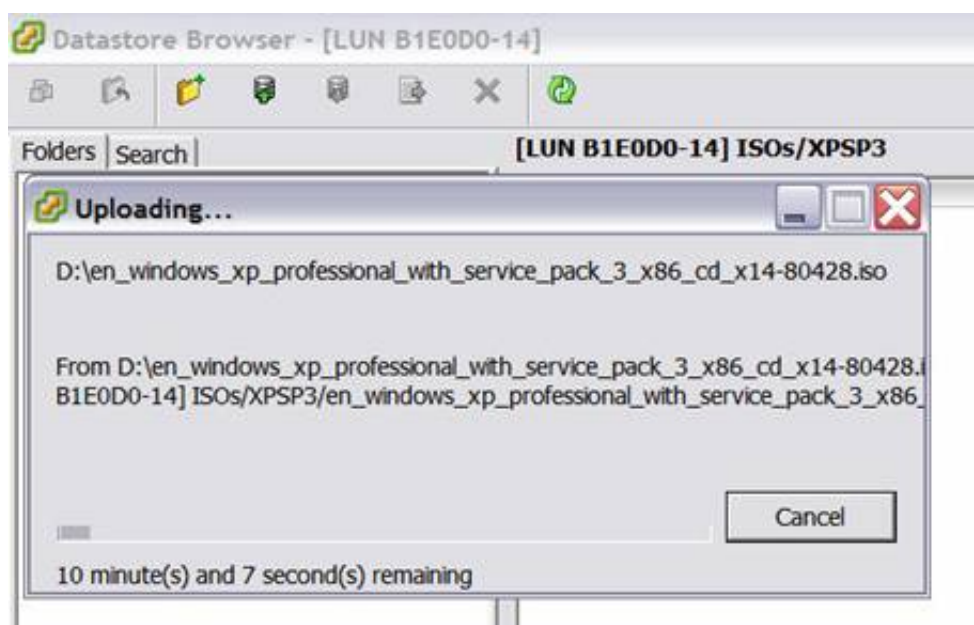 Datastore Browser - [LUN B1E0D0-14]
Folders Search
[LUN B1E0D0-14] ISOs/XPSP3
Uploading...
D:\en_windows_xp_professional_with_service_pack_3_x86_cd_x14-80428.iso
From D:\en_windows_xp_professional_with_service_pack_3_x86_cd_x14-80428.i
B1E0D0-14] ISOs/XPSP3/en_windows_xp_professional_with_service_pack_3_x86_
Cancel
10 minute(s) and 7 second(s) remaining